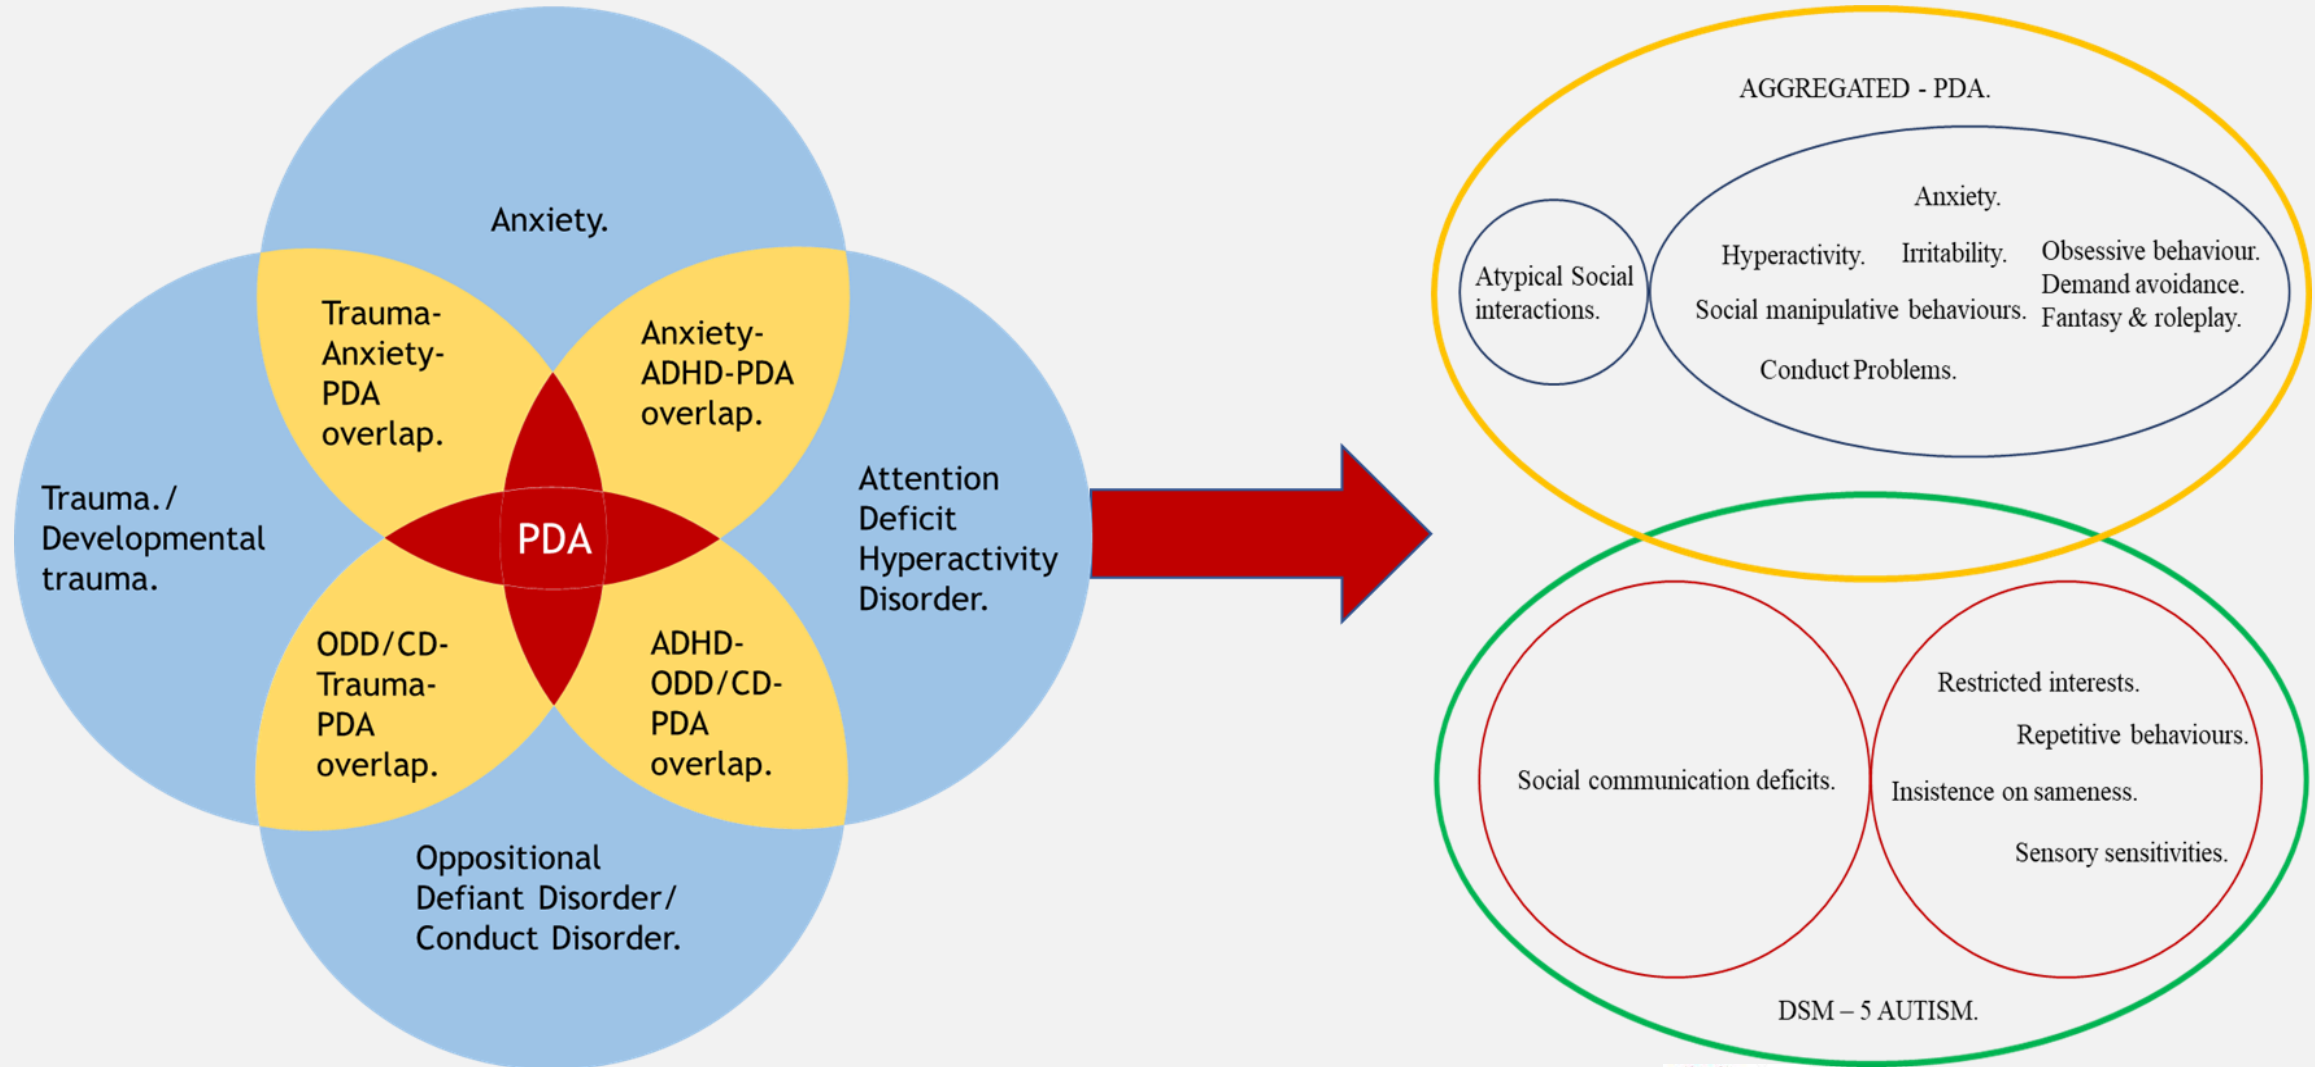 Anxiety.
Trauma-
Anxiety-
PDA
overlap.
Anxiety-
ADHD-PDA
overlap.
Trauma./
Developmental
trauma.
PDA
Attention
Deficit
Hyperactivity
Disorder.
ODD/CD-
Trauma-
PDA
overlap.
ADHD-
ODD/CD-
PDA
overlap.
Oppositional
Defiant Disorder/
Conduct Disorder.
AGGREGATED - PDA.
Atypical Social
interactions.
Anxiety.
Hyperactivity.
Irritability.
Social manipulative behaviours.
Conduct Problems.
Obsessive behaviour.
Demand avoidance.
Fantasy & roleplay.
Social communication deficits.
Restricted interests.
Repetitive behaviours.
Insistence on sameness.
Sensory sensitivities.
DSM – 5 AUTISM.